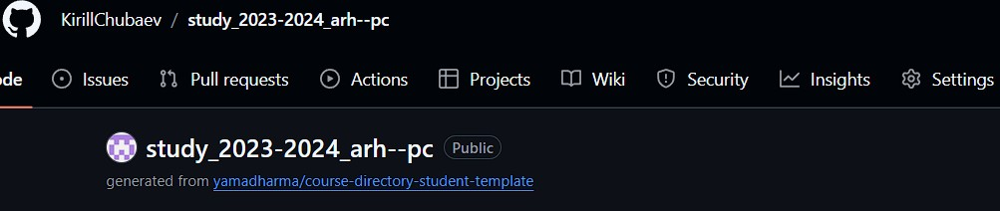 KirillChubaev / study_2023-2024_arh--pc
ode Issues Pull requests Actions Projects Wiki Security Insights Settings
study_2023-2024_arh--pc Public
generated from yamadharma/course-directory-student-template